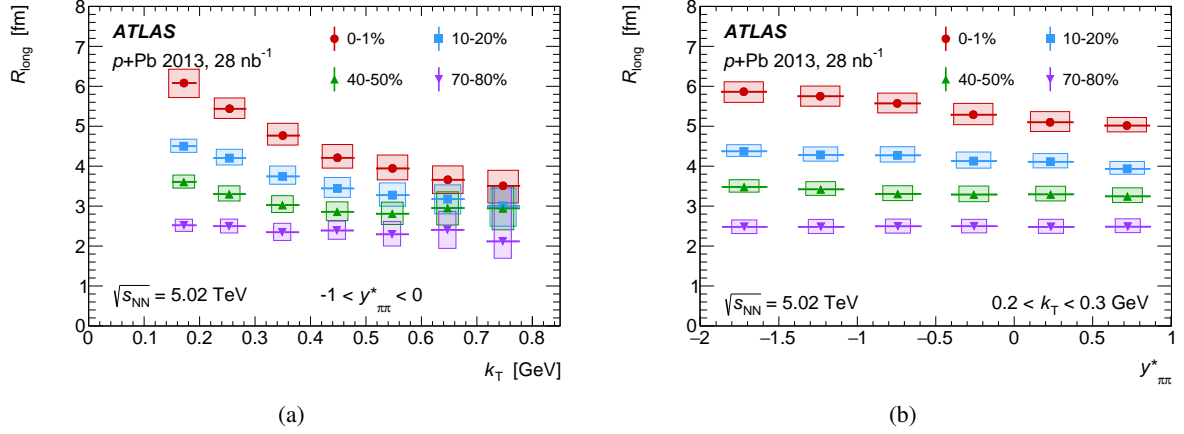 ATLAS
p+Pb 2013, 28 nb⁻¹
0-1%
10-20%
40-50%
70-80%
R_long [fm]
8
7
6
5
4
3
2
1
0
√s_NN = 5.02 TeV
-1 < y*_ππ < 0
0 0.1 0.2 0.3 0.4 0.5 0.6 0.7 0.8
k_T [GeV]
(a)
ATLAS
p+Pb 2013, 28 nb⁻¹
0-1%
10-20%
40-50%
70-80%
R_long [fm]
8
7
6
5
4
3
2
1
0
√s_NN = 5.02 TeV
0.2 < k_T < 0.3 GeV
−2 −1.5 −1 −0.5 0 0.5 1
y*_ππ
(b)